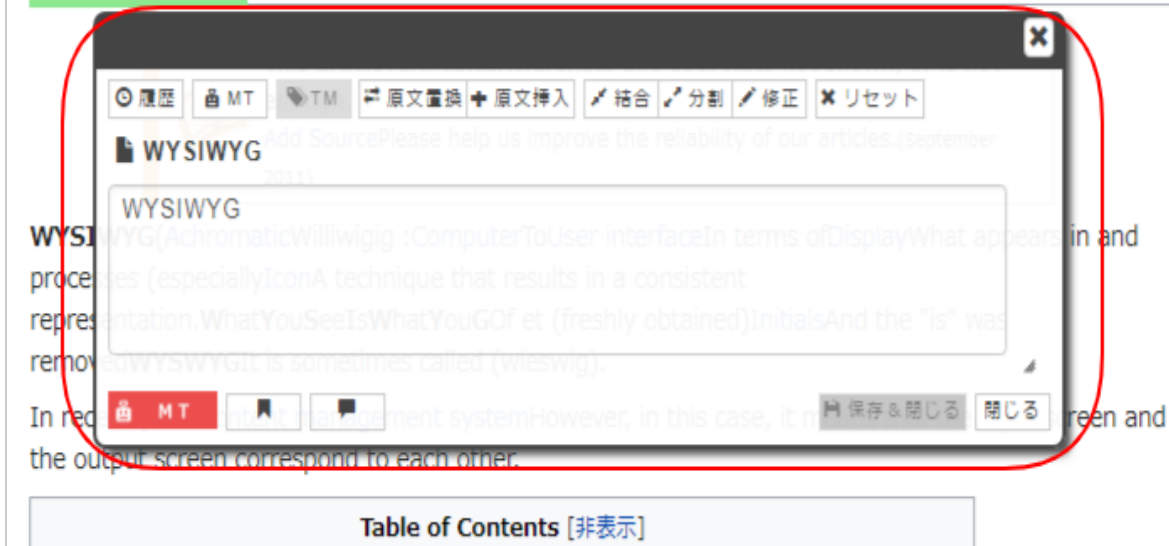 履歴 MT TM 原文置換 原文挿入 結合 分割 修正 リセット
Add SourcePlease help us improve the reliability of our articles.(September
2011)
WYSIWYG
WYSIWYG
WYSIWYG(AchromaticWilliwigig :ComputerToUser interfaceIn terms ofDisplayWhat appears in and
processes (especiallyIconA technique that results in a consistent
representation.WhatYouSeeIsWhatYouGOf et (freshly obtained)InitialsAnd the "is" was
removedWYSWYGIt is sometimes called (wieswig).
MT 保存&閉じる 閉じる
In management systemHowever, in this case, it screen and
the output screen correspond to each other.
Table of Contents [非表示]